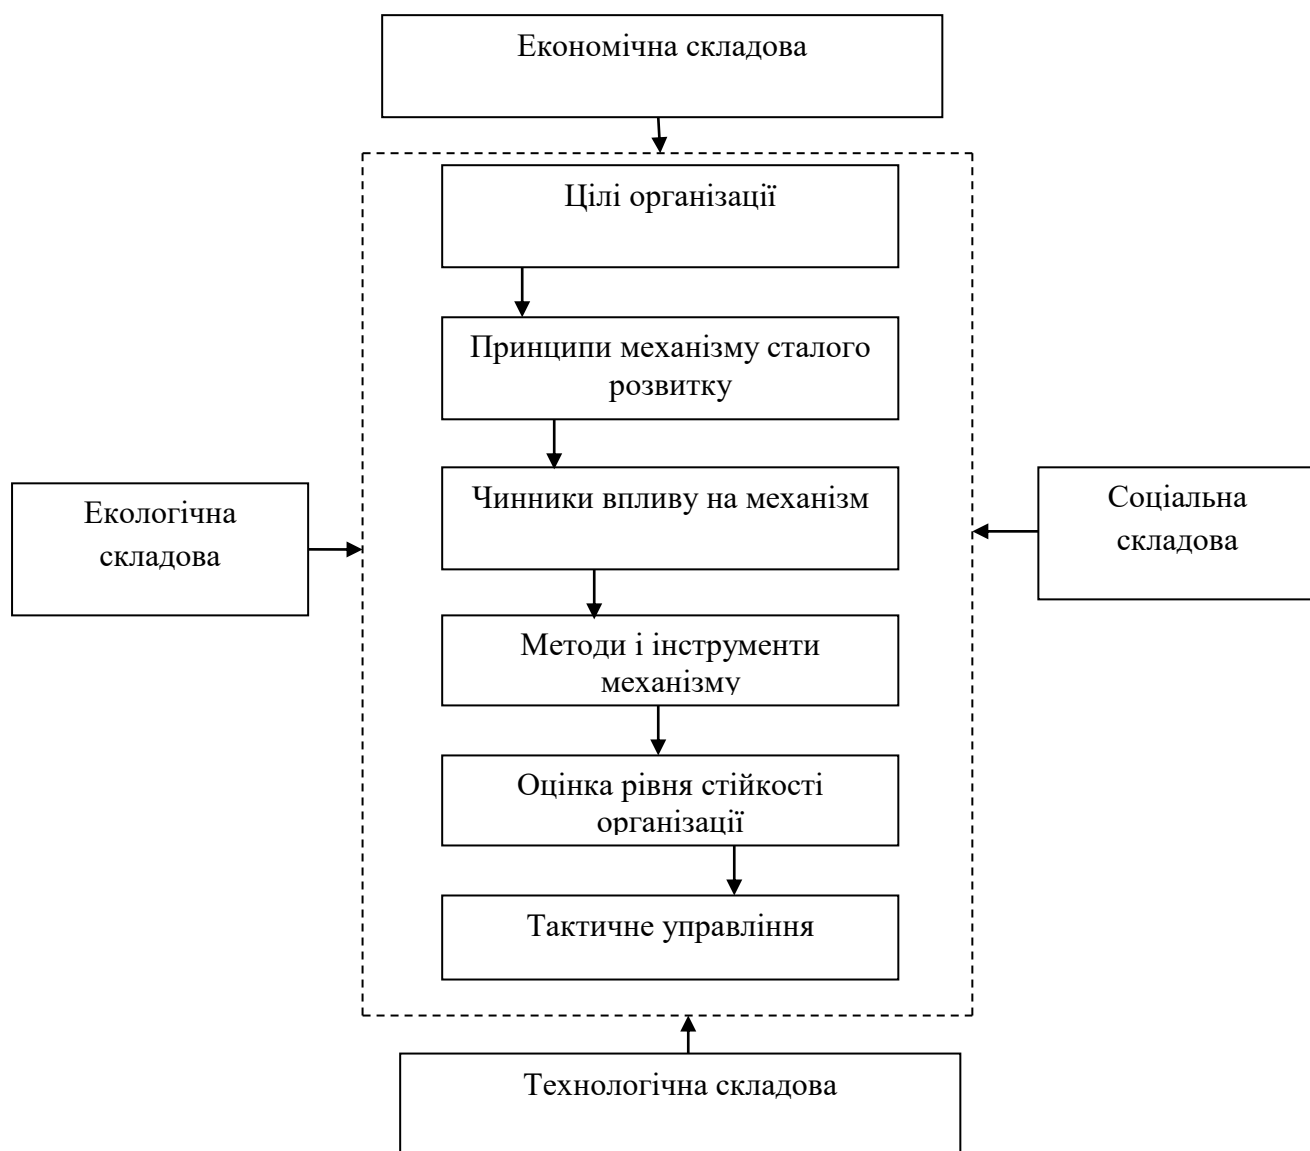 Економічна складова
Цілі організації
Принципи механізму сталого
розвитку
Чинники впливу на механізм
Екологічна
складова
Соціальна
складова
Методи і інструменти
механізму
Оцінка рівня стійкості
організації
Тактичне управління
Технологічна складова